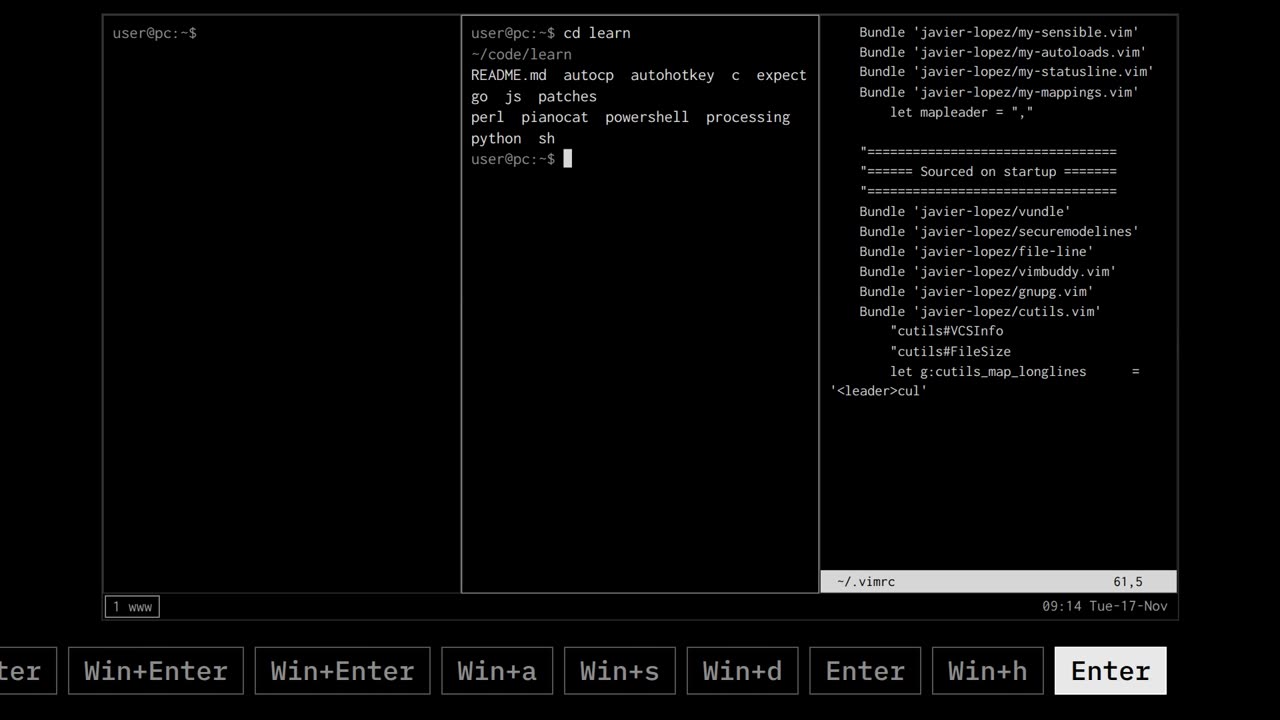 user@pc:~$
user@pc:~$ cd learn
~/code/learn
README.md  autocp  autohotkey  c  expect
go  js  patches
perl  pianocat  powershell  processing
python  sh
user@pc:~$
Bundle 'javier-lopez/my-sensible.vim'
Bundle 'javier-lopez/my-autoloads.vim'
Bundle 'javier-lopez/my-statusline.vim'
Bundle 'javier-lopez/my-mappings.vim'
let mapleader = ","
"=================================
"====== Sourced on startup =======
"=================================
Bundle 'javier-lopez/vundle'
Bundle 'javier-lopez/securemodelines'
Bundle 'javier-lopez/file-line'
Bundle 'javier-lopez/vimbuddy.vim'
Bundle 'javier-lopez/gnupg.vim'
Bundle 'javier-lopez/cutils.vim'
"cutils#VCSInfo
"cutils#FileSize
let g:cutils_map_longlines      =
'<leader>cul'
~/.vimrc 61,5
1 www 09:14 Tue-17-Nov
ter Win+Enter Win+Enter Win+a Win+s Win+d Enter Win+h Enter